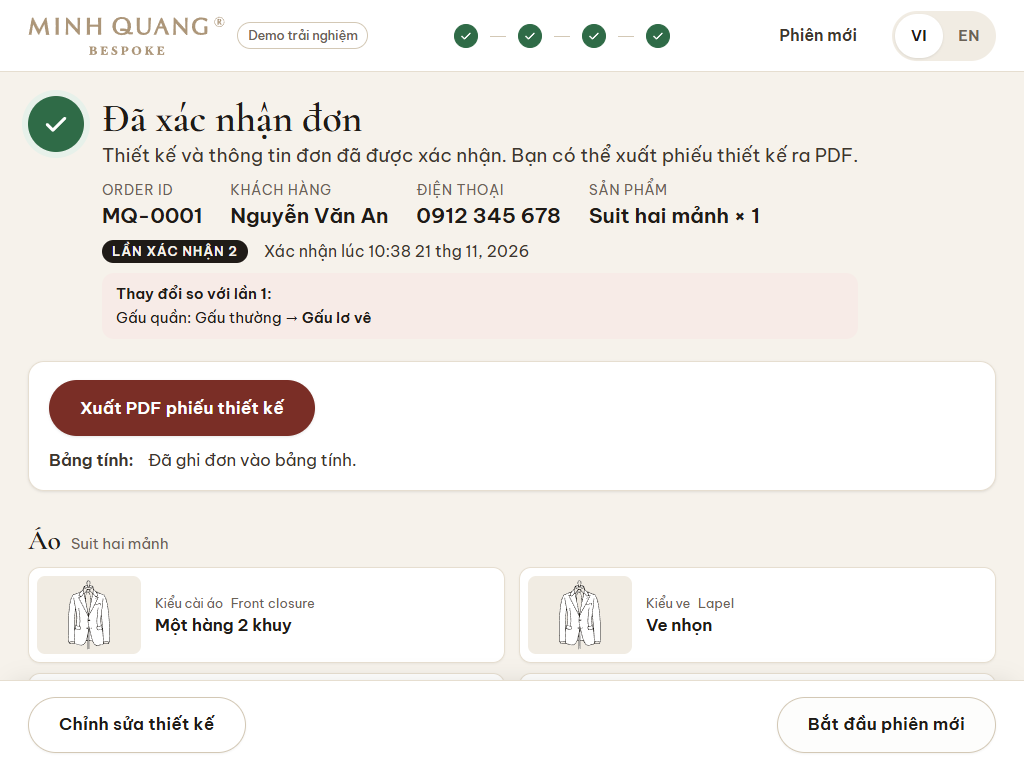 MINH QUANG®
BESPOKE
Demo trải nghiệm
Phiên mới
VI
EN
Đã xác nhận đơn
Thiết kế và thông tin đơn đã được xác nhận. Bạn có thể xuất phiếu thiết kế ra PDF.
ORDER ID
MQ-0001
KHÁCH HÀNG
Nguyễn Văn An
ĐIỆN THOẠI
0912 345 678
SẢN PHẨM
Suit hai mảnh × 1
LẦN XÁC NHẬN 2
Xác nhận lúc 10:38 21 thg 11, 2026
Thay đổi so với lần 1:
Gấu quần: Gấu thường → Gấu lơ vê
Xuất PDF phiếu thiết kế
Bảng tính: Đã ghi đơn vào bảng tính.
Áo Suit hai mảnh
Kiểu cài áo Front closure
Một hàng 2 khuy
Kiểu ve Lapel
Ve nhọn
Chỉnh sửa thiết kế
Bắt đầu phiên mới